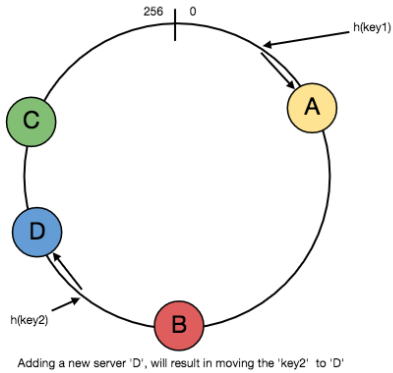 256 0
h(key1)
A
C
D
h(key2)
B
Adding a new server 'D', will result in moving the 'key2' to 'D'